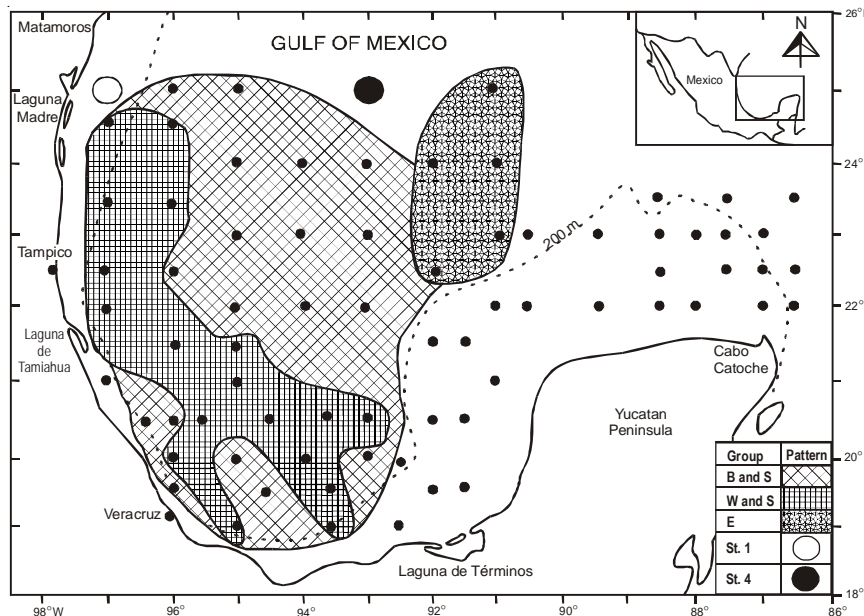 26°
Matamoros
GULF OF MEXICO
N
Mexico
Laguna
Madre
24°
200 m
Tampico
22°
Laguna
de
Tamiahua
Cabo
Catoche
Yucatan
Peninsula
20°
Group Pattern
B and S
W and S
E
St. 1
St. 4
Veracruz
Laguna de Términos
18°
98°W 96° 94° 92° 90° 88° 86°